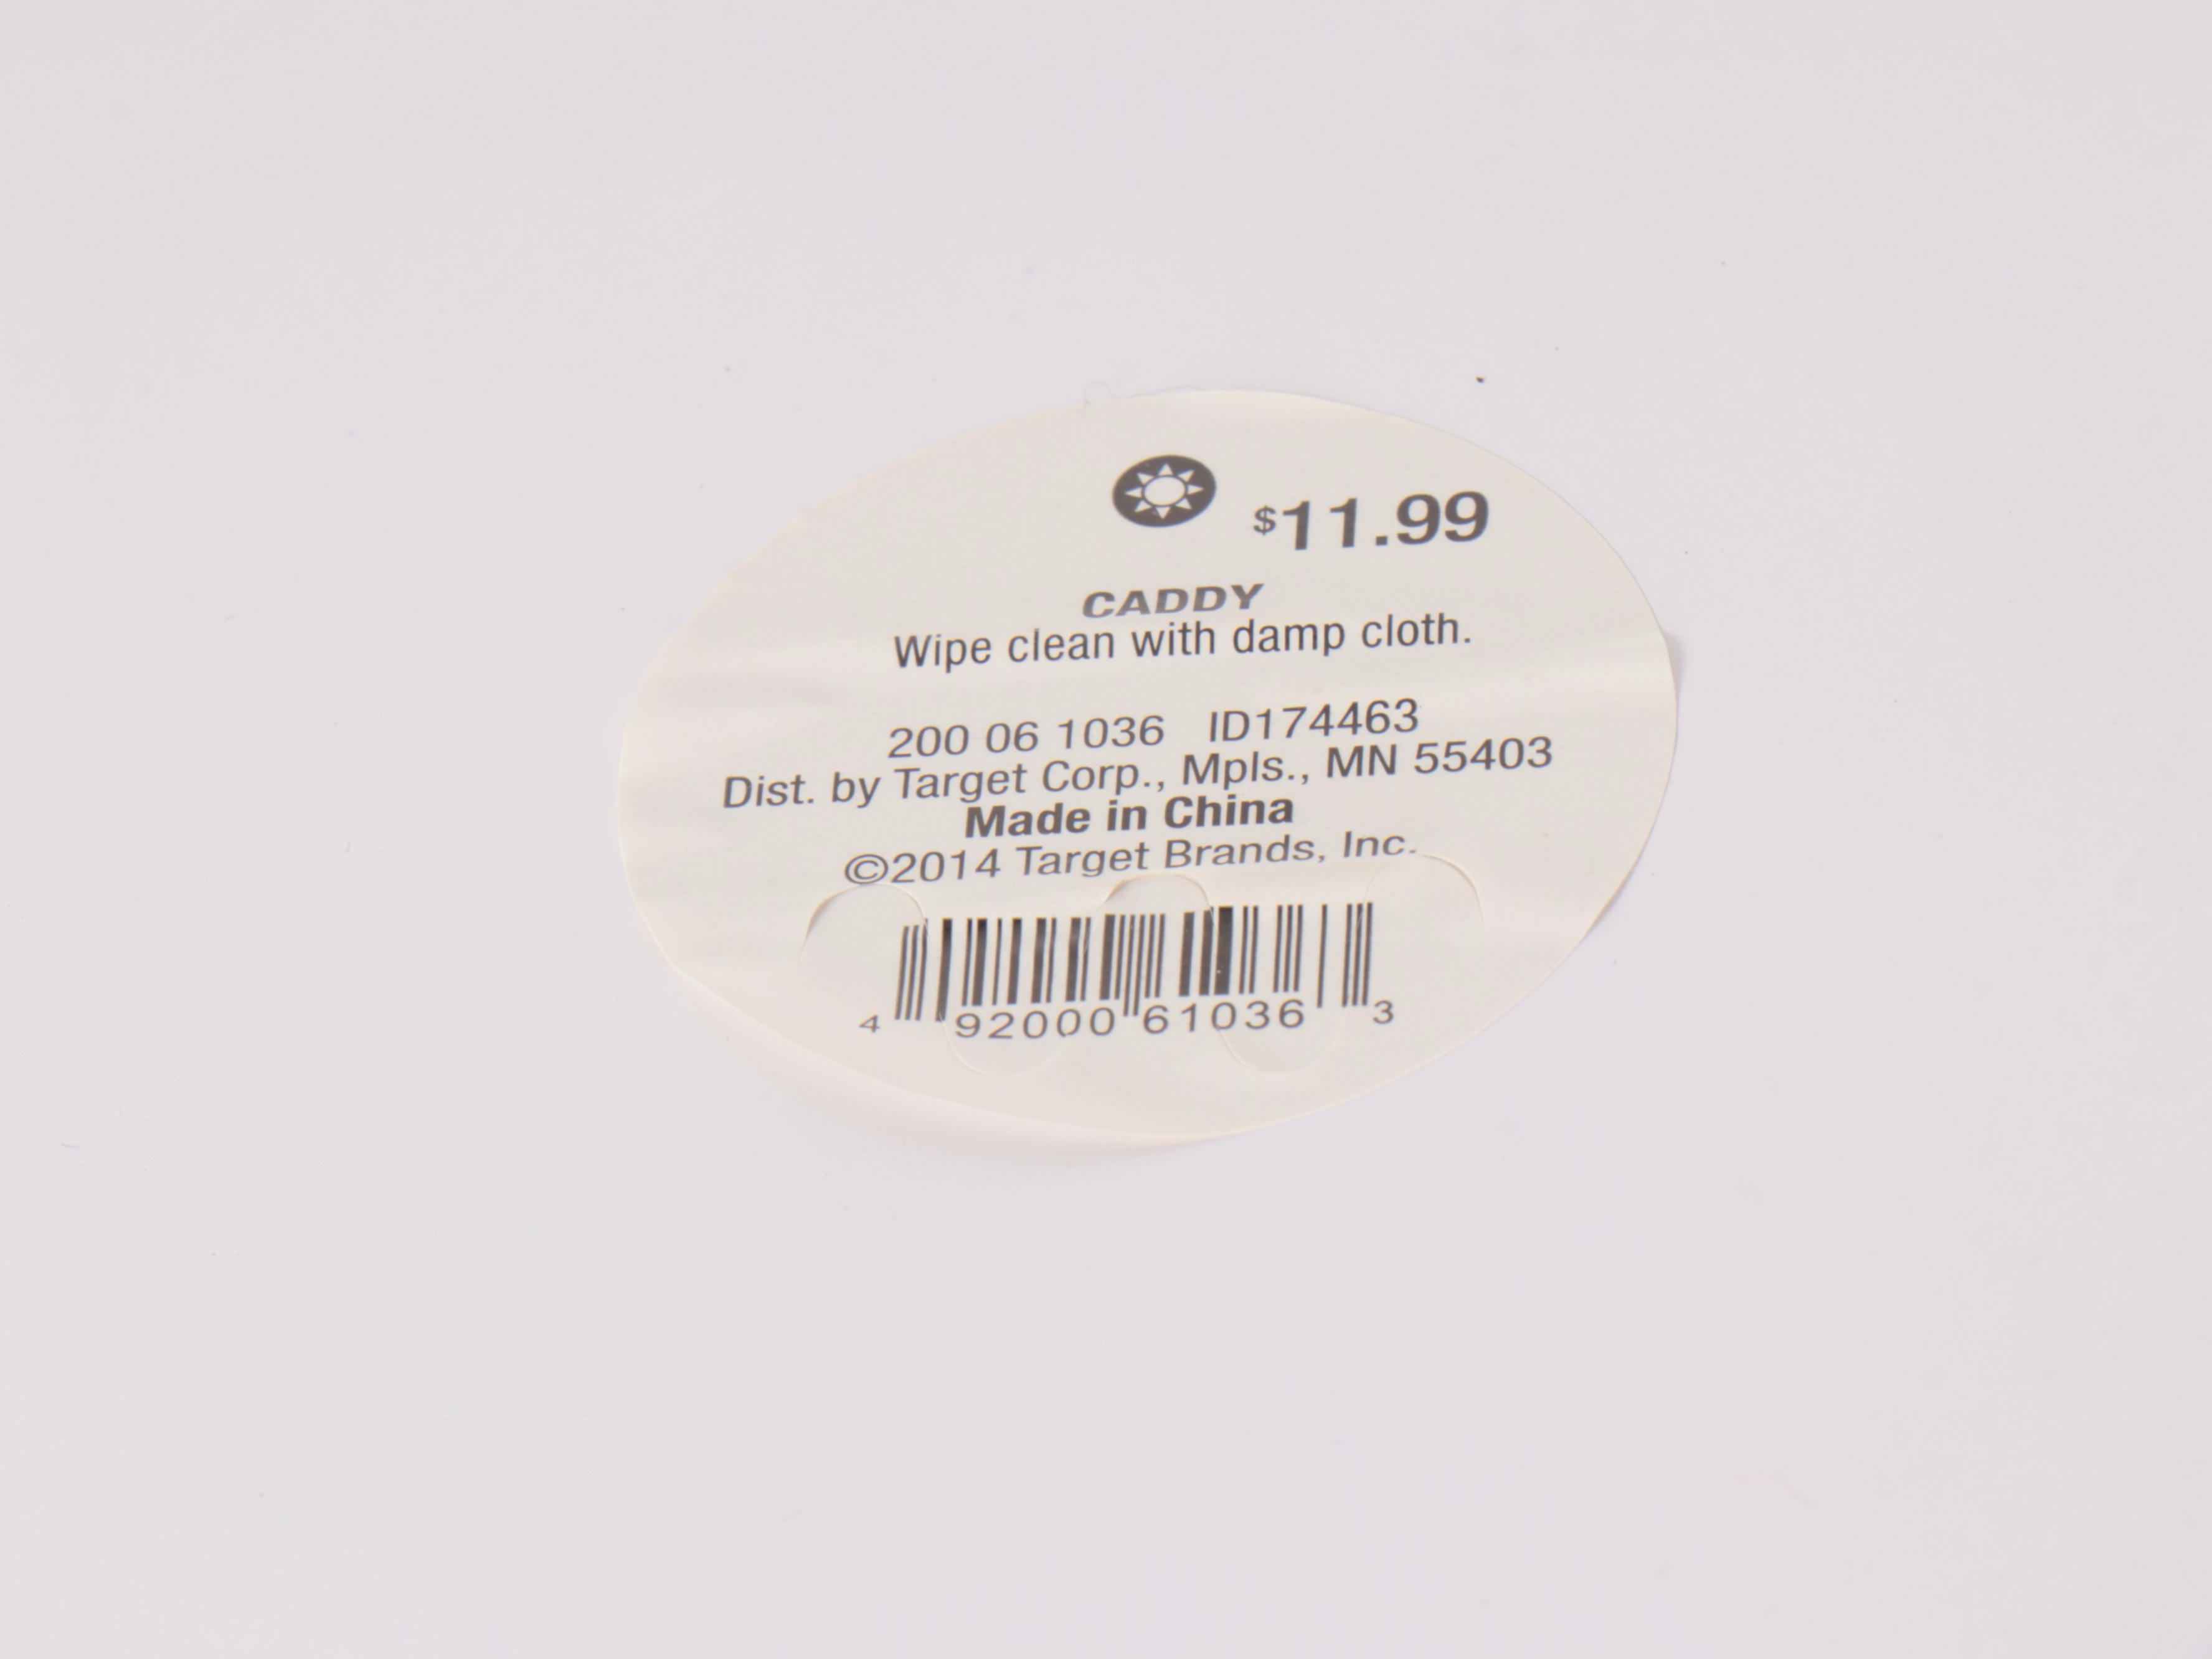 $11.99
CADDY
Wipe clean with damp cloth.
200 06 1036 ID174463
Dist. by Target Corp., Mpls., MN 55403
Made in China
©2014 Target Brands, Inc.
4 92000 61036 3